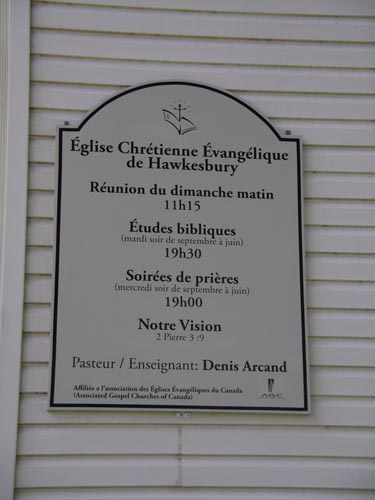 Église Chrétienne Évangélique
de Hawkesbury
Réunion du dimanche matin
11h15
Études bibliques
(mardi soir de septembre à juin)
19h30
Soirées de prières
(mercredi soir de septembre à juin)
19h00
Notre Vision
2 Pierre 3 :9
Pasteur / Enseignant: Denis Arcand
Affiliée a l'association des Églises Évangéliques du Canada
(Associated Gospel Churches of Canada)
AGC